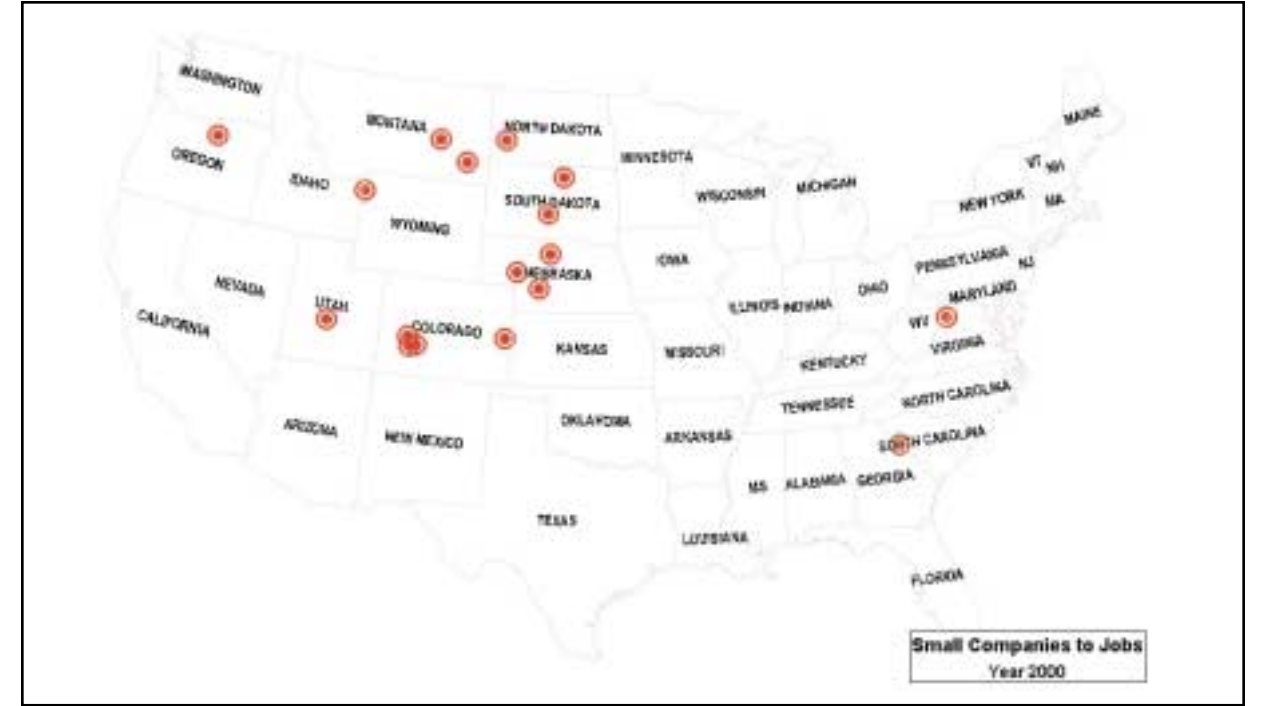 WASHINGTON
MAINE
MONTANA
NORTH DAKOTA
OREGON
MINNESOTA
VT
NH
IDAHO
WISCONSIN
MICHIGAN
NEW YORK
MA
SOUTH DAKOTA
WYOMING
IOWA
PENNSYLVANIA
NJ
NEBRASKA
NEVADA
UTAH
ILLINOIS
INDIANA
OHIO
MARYLAND
CALIFORNIA
COLORADO
WV
KANSAS
MISSOURI
VIRGINIA
KENTUCKY
TENNESSEE
NORTH CAROLINA
ARIZONA
NEW MEXICO
OKLAHOMA
ARKANSAS
SOUTH CAROLINA
MS
ALABAMA
GEORGIA
TEXAS
LOUISIANA
FLORIDA
Small Companies to Jobs
Year 2000